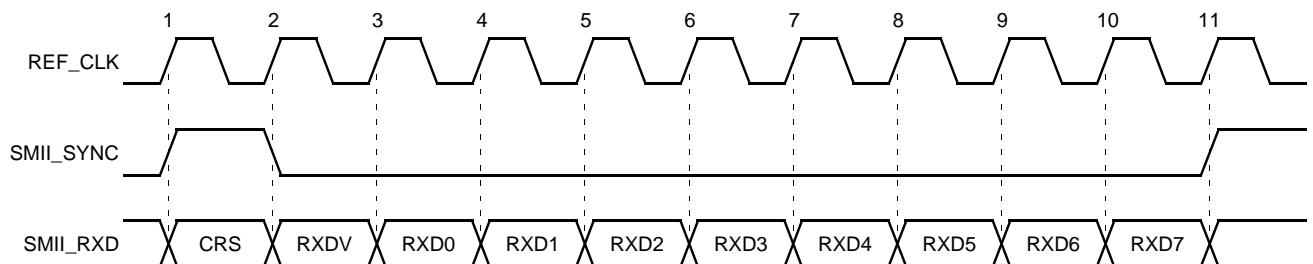 1 2 3 4 5 6 7 8 9 10 11
REF_CLK
SMII_SYNC
SMII_RXD CRS RXDV RXD0 RXD1 RXD2 RXD3 RXD4 RXD5 RXD6 RXD7